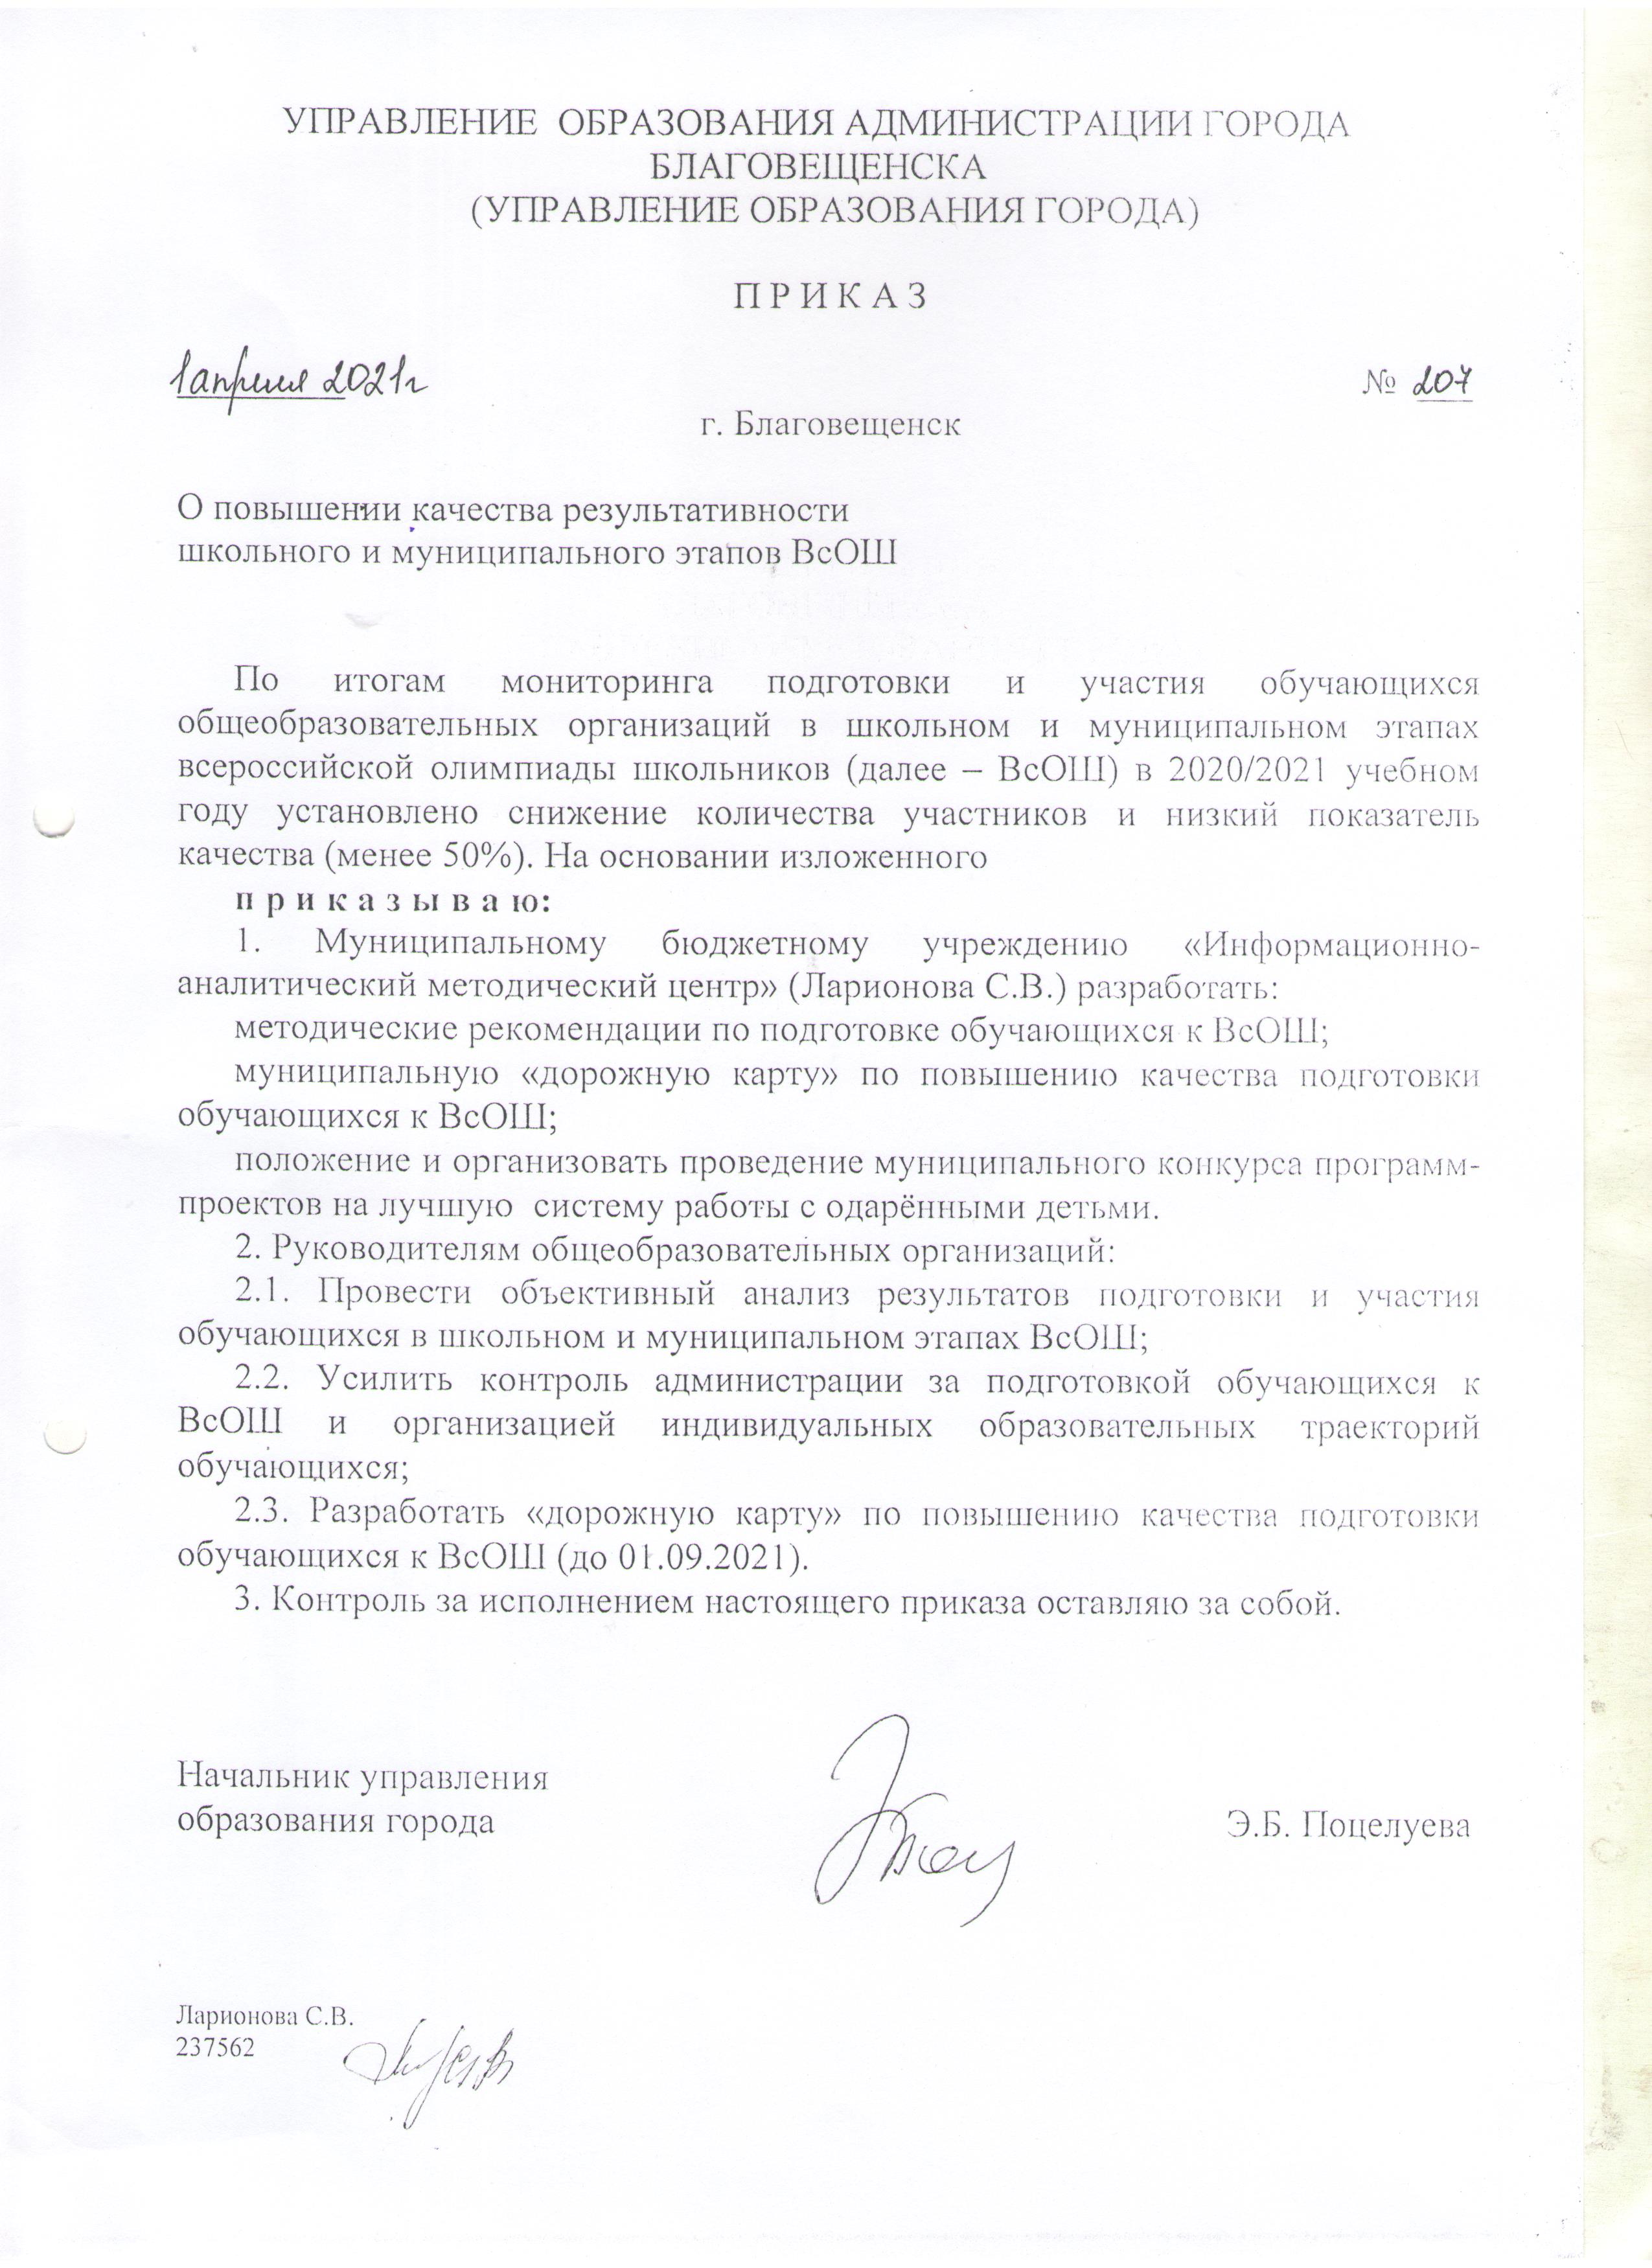 УПРАВЛЕНИЕ ОБРАЗОВАНИЯ АДМИНИСТРАЦИИ ГОРОДА
БЛАГОВЕЩЕНСКА
(УПРАВЛЕНИЕ ОБРАЗОВАНИЯ ГОРОДА)
П Р И К А З
1 апреля 2021г
№ 207
г. Благовещенск
О повышении качества результативности
школьного и муниципального этапов ВсОШ
По итогам мониторинга подготовки и участия обучающихся
общеобразовательных организаций в школьном и муниципальном этапах
всероссийской олимпиады школьников (далее – ВсОШ) в 2020/2021 учебном
году установлено снижение количества участников и низкий показатель
качества (менее 50%). На основании изложенного
п р и к а з ы в а ю:
1. Муниципальному бюджетному учреждению «Информационно-
аналитический методический центр» (Ларионова С.В.) разработать:
методические рекомендации по подготовке обучающихся к ВсОШ;
муниципальную «дорожную карту» по повышению качества подготовки
обучающихся к ВсОШ;
положение и организовать проведение муниципального конкурса программ-
проектов на лучшую систему работы с одарёнными детьми.
2. Руководителям общеобразовательных организаций:
2.1. Провести объективный анализ результатов подготовки и участия
обучающихся в школьном и муниципальном этапах ВсОШ;
2.2. Усилить контроль администрации за подготовкой обучающихся к
ВсОШ и организацией индивидуальных образовательных траекторий
обучающихся;
2.3. Разработать «дорожную карту» по повышению качества подготовки
обучающихся к ВсОШ (до 01.09.2021).
3. Контроль за исполнением настоящего приказа оставляю за собой.
Начальник управления
образования города
Э.Б. Поцелуева
Ларионова С.В.
237562